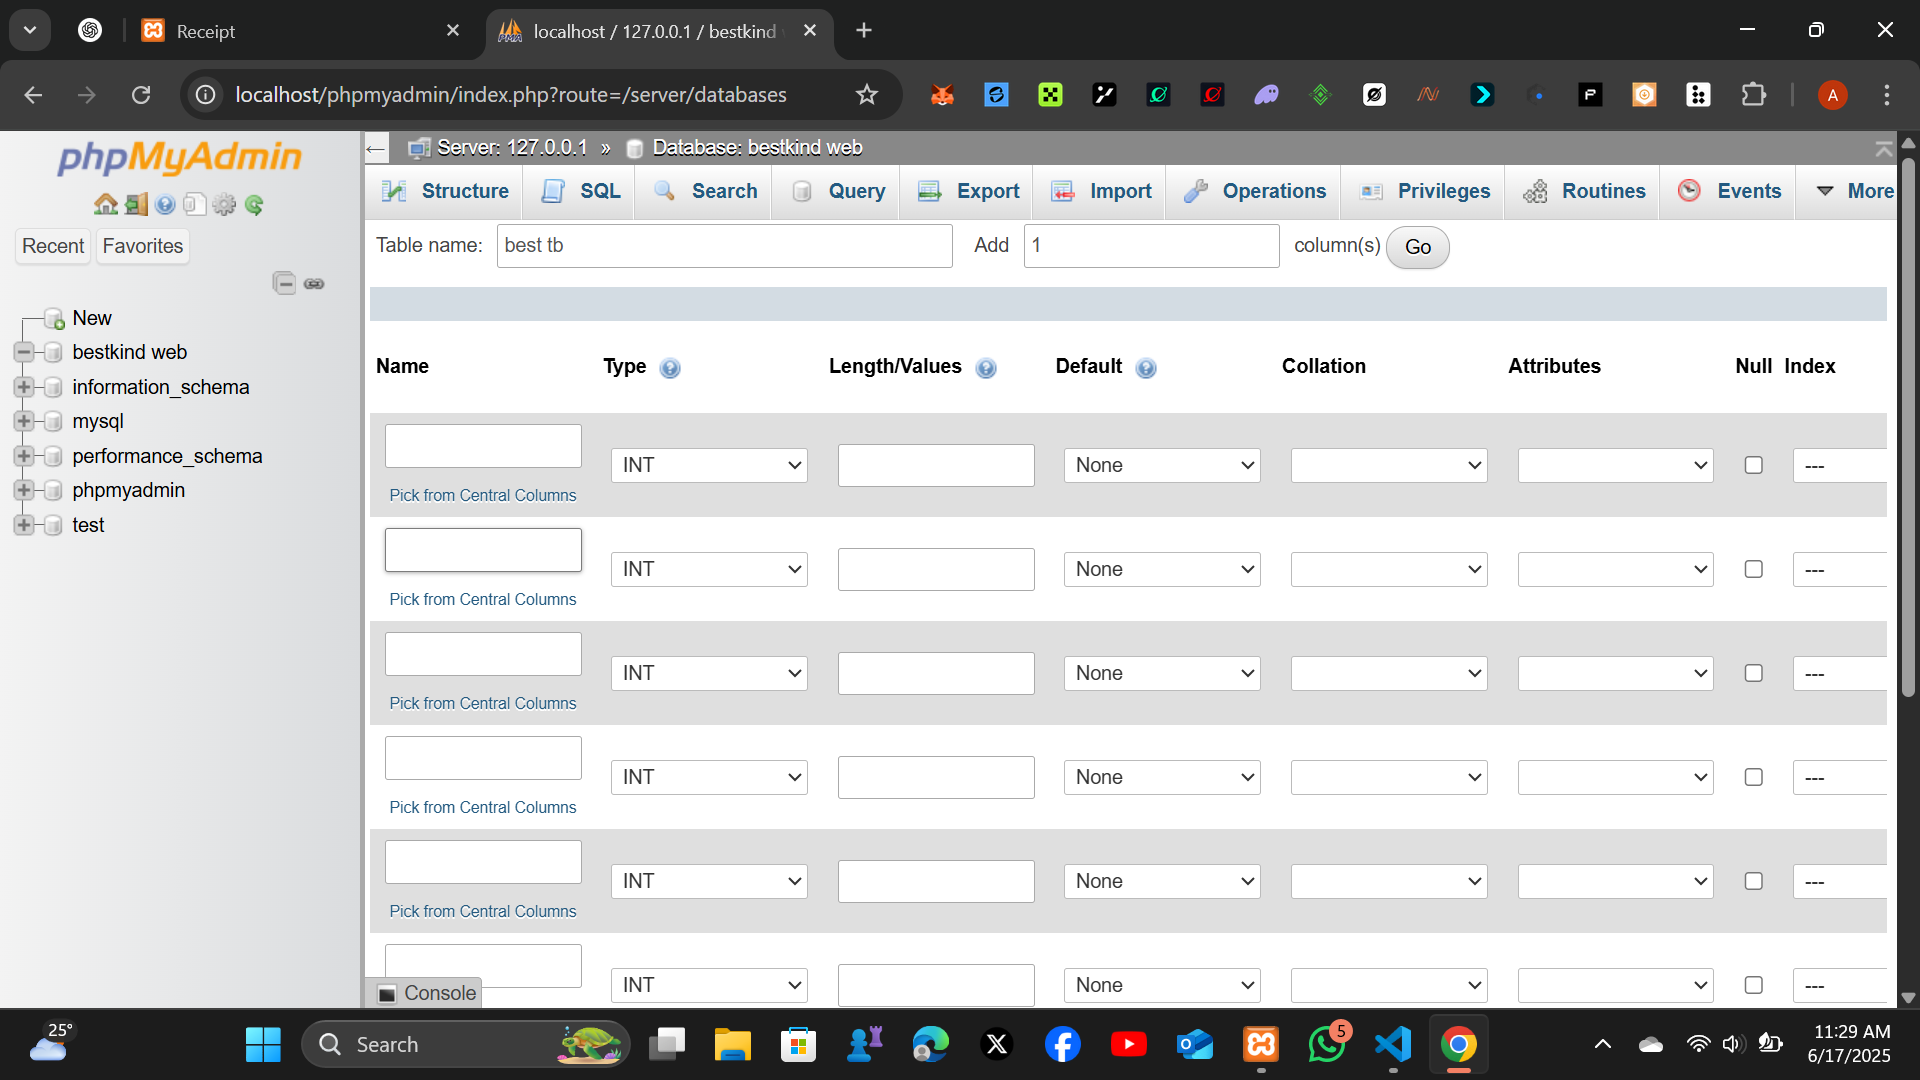 Receipt
localhost / 127.0.0.1 / bestkind
localhost/phpmyadmin/index.php?route=/server/databases
A
phpMyAdmin
Recent Favorites
New
bestkind web
information_schema
mysql
performance_schema
phpmyadmin
test
Server: 127.0.0.1 » Database: bestkind web
Structure SQL Search Query Export Import Operations Privileges Routines Events More
Table name: best tb Add 1 column(s) Go
Name Type Length/Values Default Collation Attributes Null Index
INT None ---
Pick from Central Columns
INT None ---
Pick from Central Columns
INT None ---
Pick from Central Columns
INT None ---
Pick from Central Columns
INT None ---
Pick from Central Columns
INT None ---
Console
25°
Search
5
11:29 AM
6/17/2025